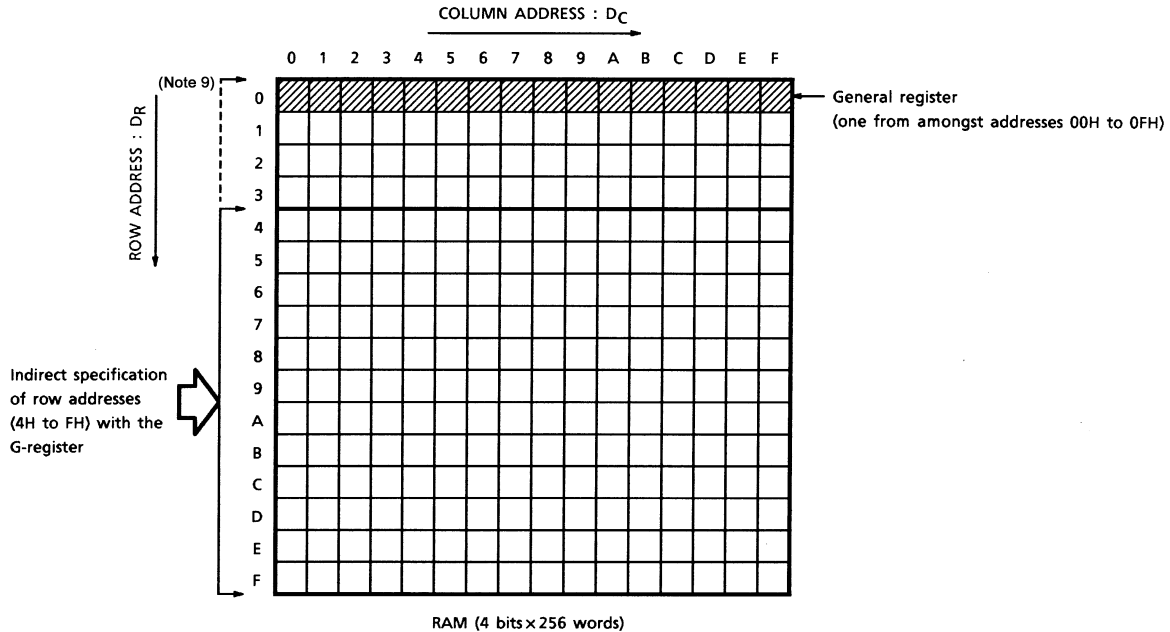 COLUMN ADDRESS : DC
0 1 2 3 4 5 6 7 8 9 A B C D E F
(Note 9)
ROW ADDRESS : DR
0
1
2
3
4
5
6
7
8
9
A
B
C
D
E
F
General register
(one from amongst addresses 00H to 0FH)
Indirect specification
of row addresses
(4H to FH) with the
G-register
RAM (4 bits × 256 words)